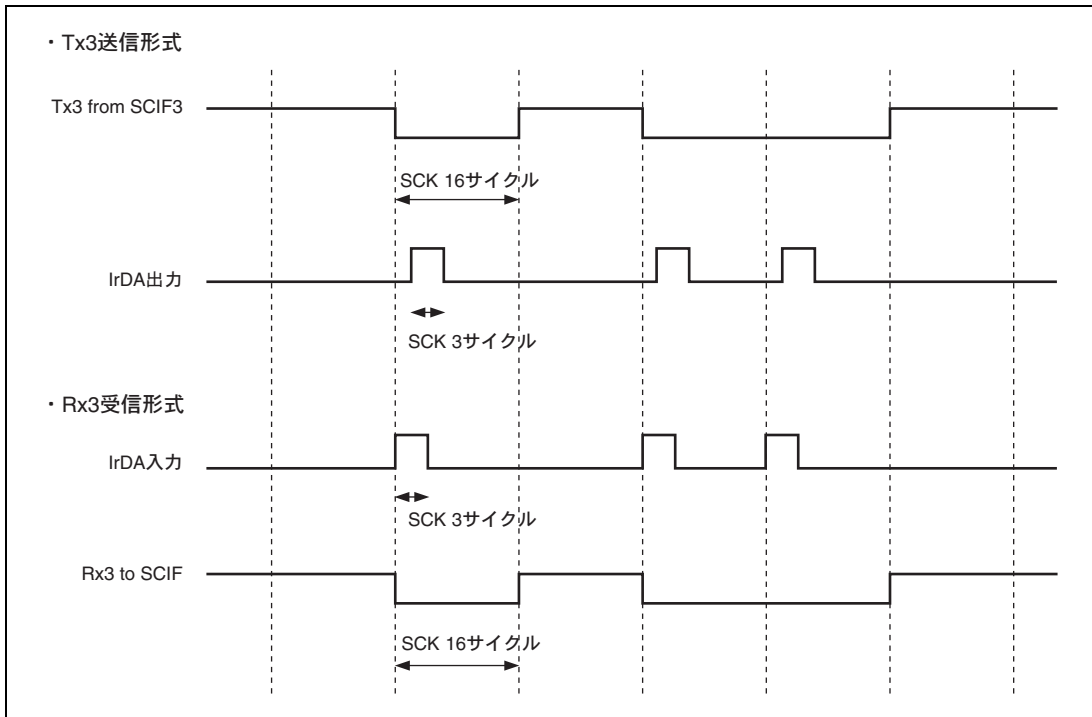 ・Tx3送信形式
Tx3 from SCIF3
SCK 16サイクル
IrDA出力
SCK 3サイクル
・Rx3受信形式
IrDA入力
SCK 3サイクル
Rx3 to SCIF
SCK 16サイクル